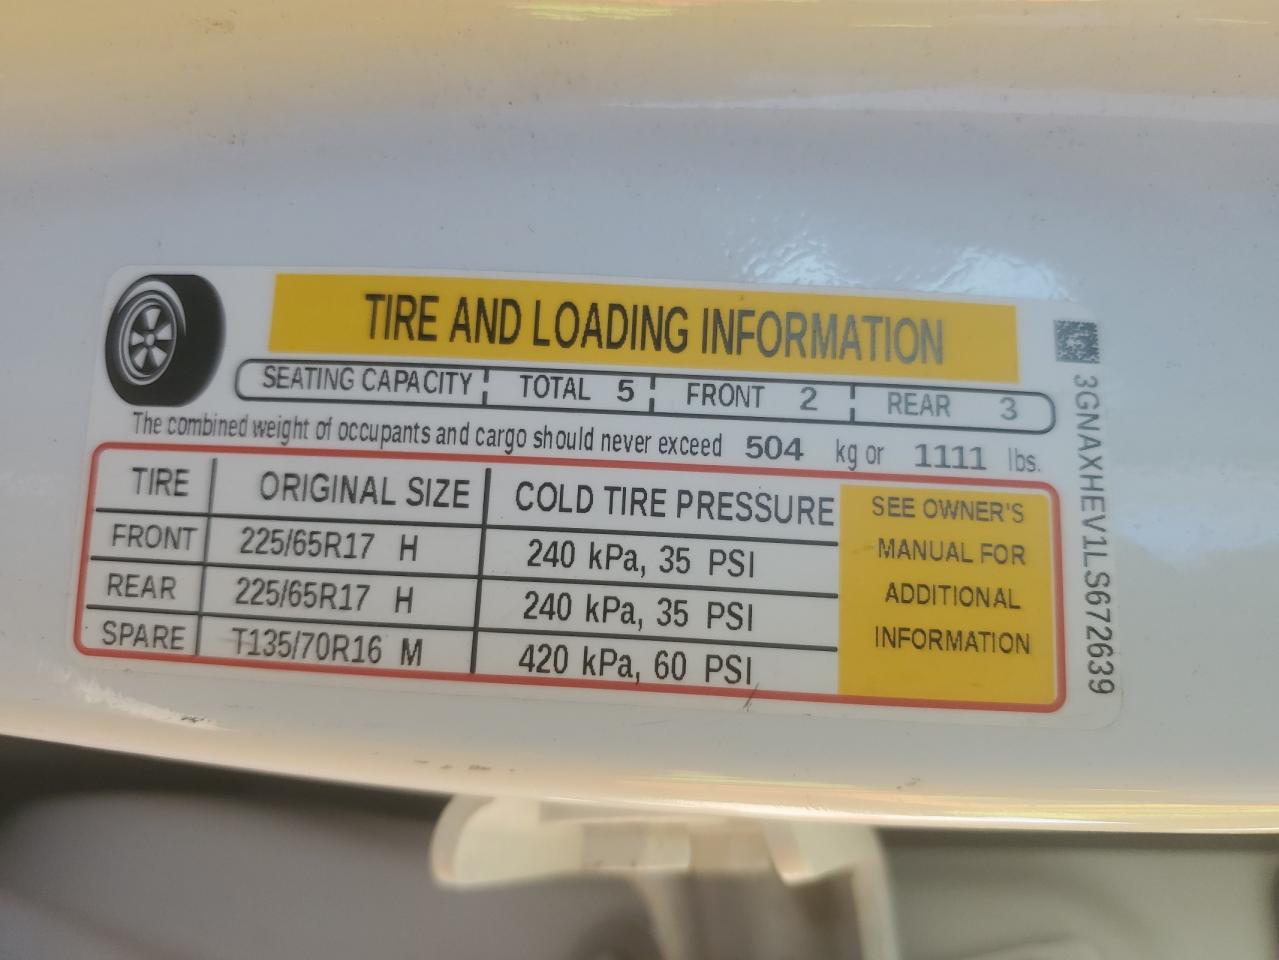 TIRE AND LOADING INFORMATION
SEATING CAPACITY TOTAL 5 FRONT 2 REAR 3
The combined weight of occupants and cargo should never exceed 504 kg or 1111 lbs.
TIRE ORIGINAL SIZE COLD TIRE PRESSURE
FRONT 225/65R17 H 240 kPa, 35 PSI
REAR 225/65R17 H 240 kPa, 35 PSI
SPARE T135/70R16 M 420 kPa, 60 PSI
SEE OWNER'S
MANUAL FOR
ADDITIONAL
INFORMATION
3GNAXHEV1LS672639